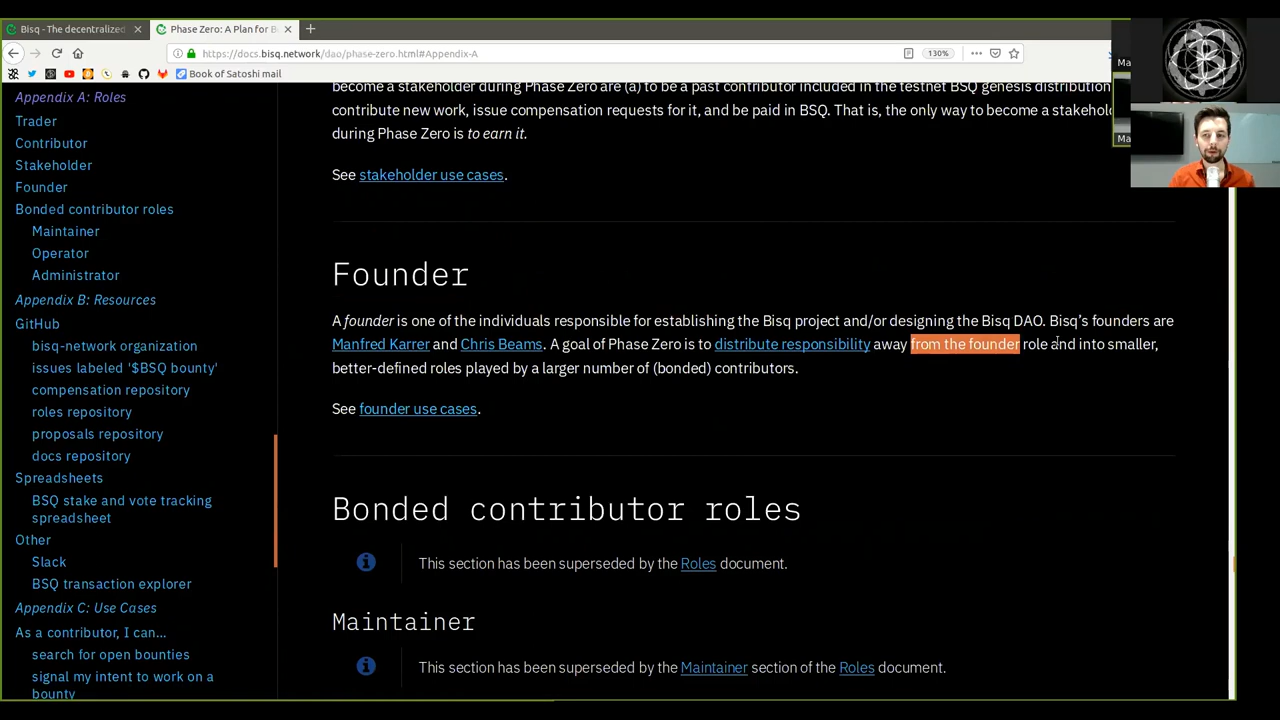 Bisq - The decentralized
Phase Zero: A Plan for B
https://docs.bisq.network/dao/phase-zero.html#Appendix-A
130%
Book of Satoshi mail
Ma
Ma
Appendix A: Roles
Trader
Contributor
Stakeholder
Founder
Bonded contributor roles
Maintainer
Operator
Administrator
Appendix B: Resources
GitHub
bisq-network organization
issues labeled '$BSQ bounty'
compensation repository
roles repository
proposals repository
docs repository
Spreadsheets
BSQ stake and vote tracking
spreadsheet
Other
Slack
BSQ transaction explorer
Appendix C: Use Cases
As a contributor, I can…
search for open bounties
signal my intent to work on a
bounty
become a stakeholder during Phase Zero are (a) to be a past contributor included in the testnet BSQ genesis distribution
contribute new work, issue compensation requests for it, and be paid in BSQ. That is, the only way to become a stakehold
during Phase Zero is to earn it.
See stakeholder use cases.
Founder
A founder is one of the individuals responsible for establishing the Bisq project and/or designing the Bisq DAO. Bisq's founders are
Manfred Karrer and Chris Beams. A goal of Phase Zero is to distribute responsibility away from the founder role and into smaller,
better-defined roles played by a larger number of (bonded) contributors.
See founder use cases.
Bonded contributor roles
This section has been superseded by the Roles document.
Maintainer
This section has been superseded by the Maintainer section of the Roles document.